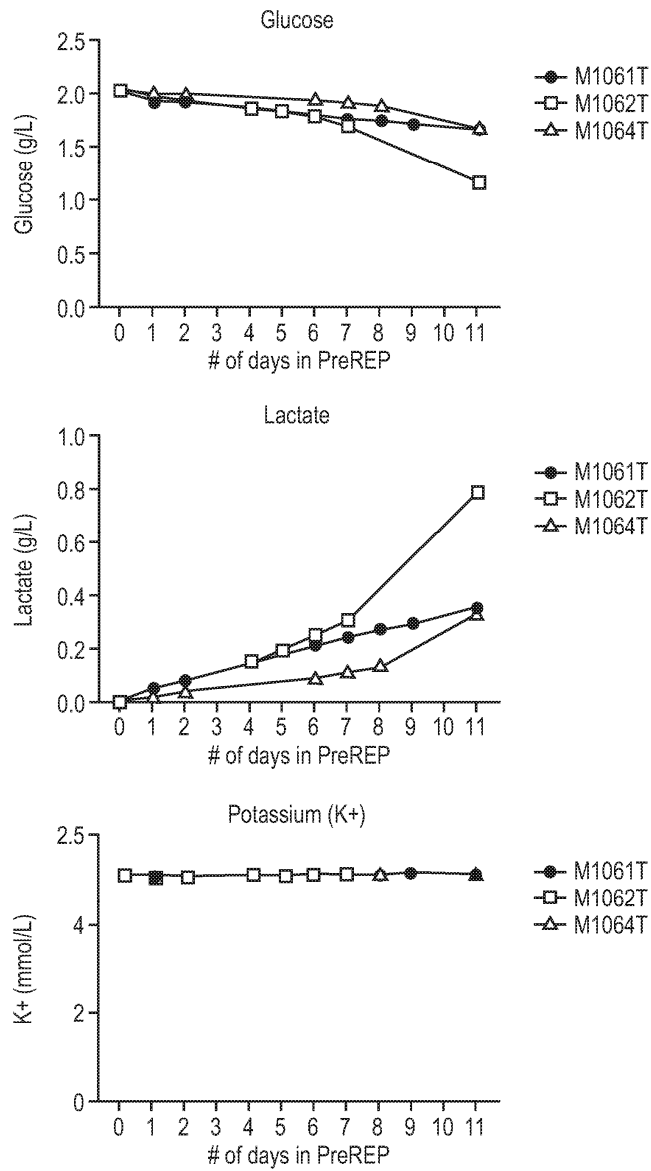 Glucose
2.5
2.0
1.5
1.0
0.5
0.0
Glucose (g/L)
0 1 2 3 4 5 6 7 8 9 10 11
# of days in PreREP
M1061T
M1062T
M1064T
Lactate
1.0
0.8
0.6
0.4
0.2
0.0
Lactate (g/L)
0 1 2 3 4 5 6 7 8 9 10 11
# of days in PreREP
M1061T
M1062T
M1064T
Potassium (K+)
2.5
4
2
0
K+ (mmol/L)
0 1 2 3 4 5 6 7 8 9 10 11
# of days in PreREP
M1061T
M1062T
M1064T